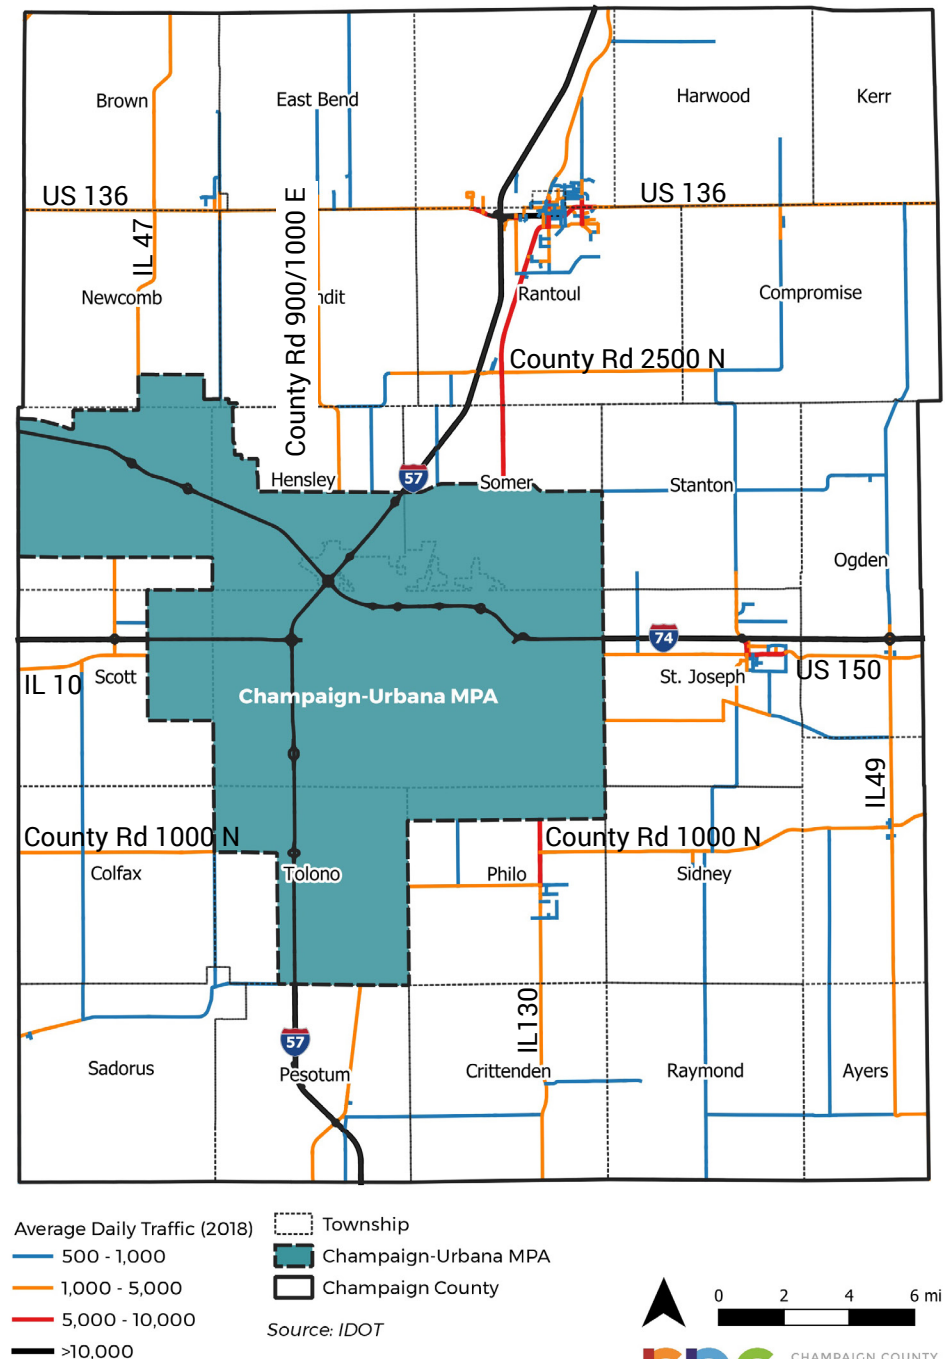 Brown
East Bend
Harwood
Kerr
US 136
US 136
IL 47
County Rd 900/1000 E
Newcomb
ndit
Rantoul
Compromise
County Rd 2500 N
Hensley
57
Somer
Stanton
Ogden
74
IL 10
Scott
St. Joseph
US 150
Champaign-Urbana MPA
IL49
County Rd 1000 N
County Rd 1000 N
Colfax
Tolono
Philo
Sidney
IL130
57
Sadorus
Pesotum
Crittenden
Raymond
Ayers
Average Daily Traffic (2018)
500 - 1,000
1,000 - 5,000
5,000 - 10,000
>10,000
Township
Champaign-Urbana MPA
Champaign County
Source: IDOT
0 2 4 6 mi
CHAMPAIGN COUNTY